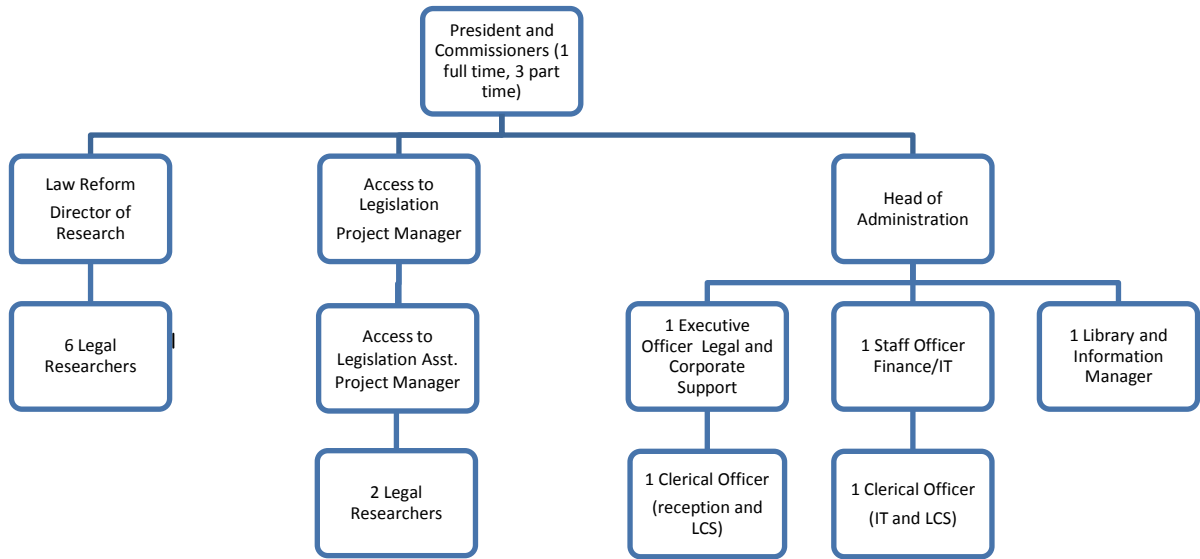 President and
Commissioners (1
full time, 3 part
time)
Law Reform
Director of
Research
Access to
Legislation
Project Manager
Head of
Administration
6 Legal
Researchers
Access to
Legislation Asst.
Project Manager
1 Executive
Officer Legal and
Corporate
Support
1 Staff Officer
Finance/IT
1 Library and
Information
Manager
2 Legal
Researchers
1 Clerical Officer
(reception and
LCS)
1 Clerical Officer
(IT and LCS)